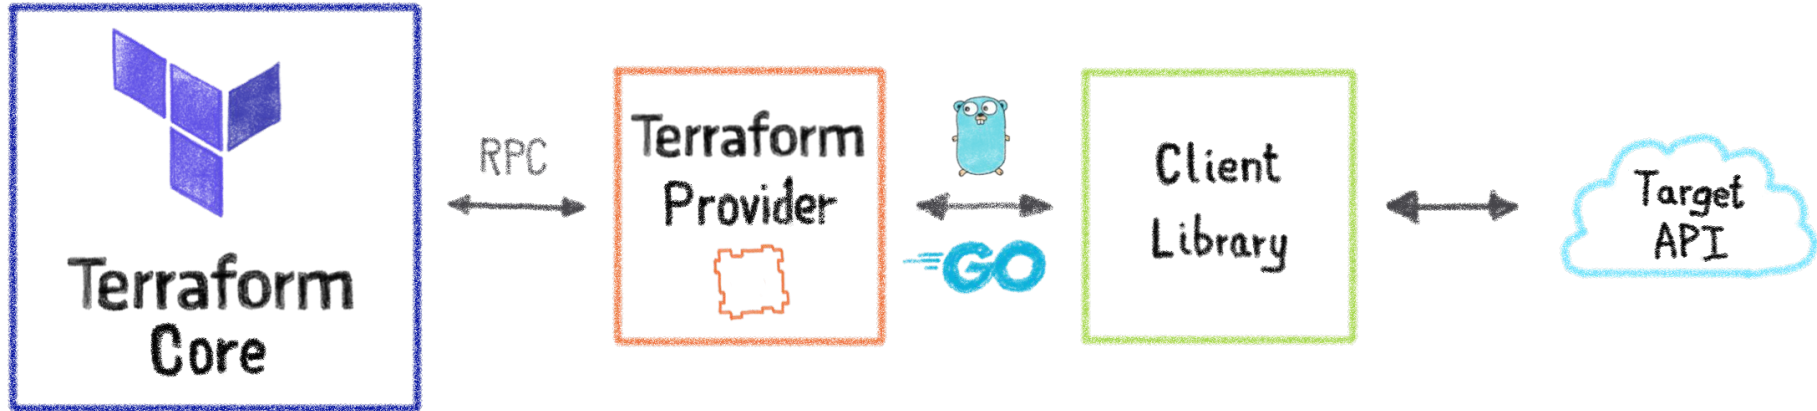 Terraform
Core
RPC
Terraform
Provider
GO
Client
Library
Target
API